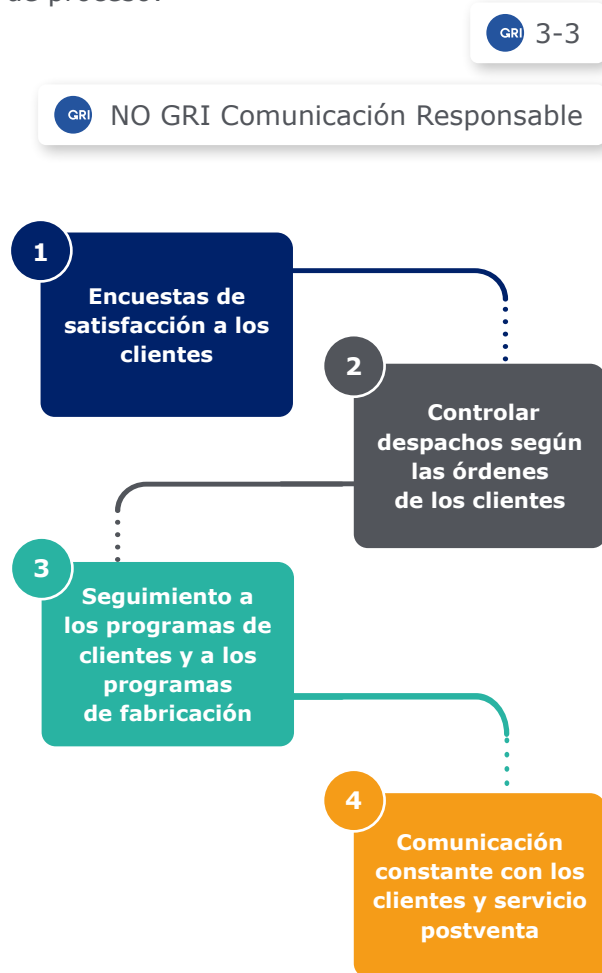 de proceso.
GRI 3-3
GRI NO GRI Comunicación Responsable
1
Encuestas de
satisfacción a los
clientes
2
Controlar
despachos según
las órdenes
de los clientes
3
Seguimiento a
los programas de
clientes y a los
programas
de fabricación
4
Comunicación
constante con los
clientes y servicio
postventa